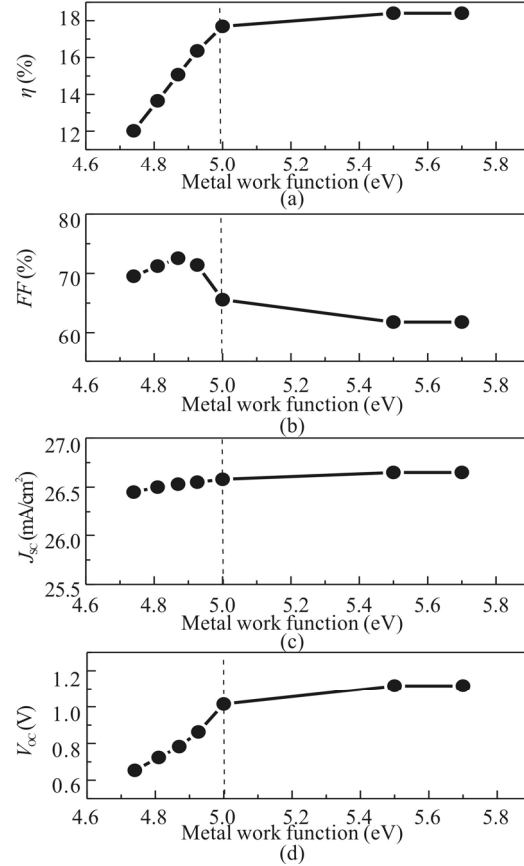 18
16
14
12
η (%)
4.6 4.8 5.0 5.2 5.4 5.6 5.8
Metal work function (eV)
(a)
80
70
60
FF (%)
4.6 4.8 5.0 5.2 5.4 5.6 5.8
Metal work function (eV)
(b)
27.0
26.5
26.0
25.5
Jsc (mA/cm²)
4.6 4.8 5.0 5.2 5.4 5.6 5.8
Metal work function (eV)
(c)
1.2
1.0
0.8
0.6
Voc (V)
4.6 4.8 5.0 5.2 5.4 5.6 5.8
Metal work function (eV)
(d)